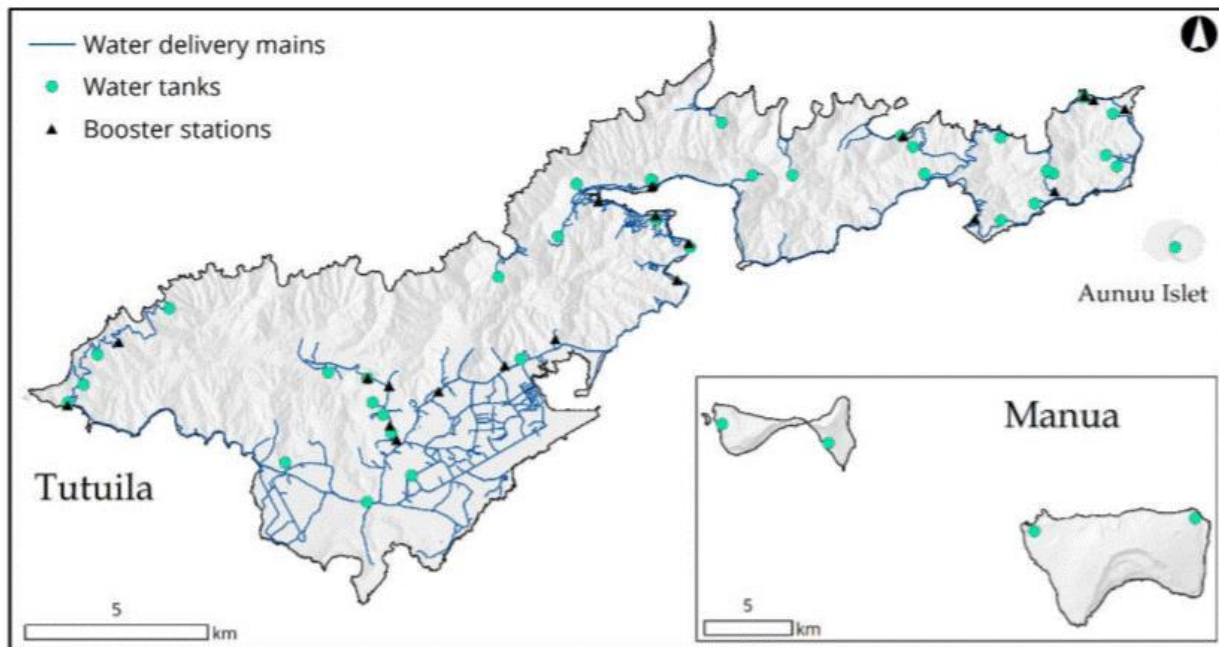 Water delivery mains
Water tanks
Booster stations
Aunuu Islet
Manua
Tutuila
5
km
5
km